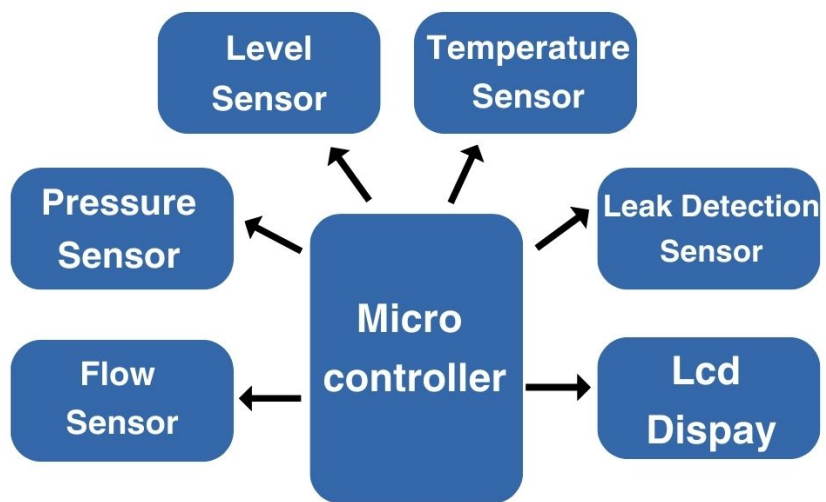 Level
Sensor
Temperature
Sensor
Pressure
Sensor
Leak Detection
Sensor
Micro
controller
Flow
Sensor
Lcd
Dispay